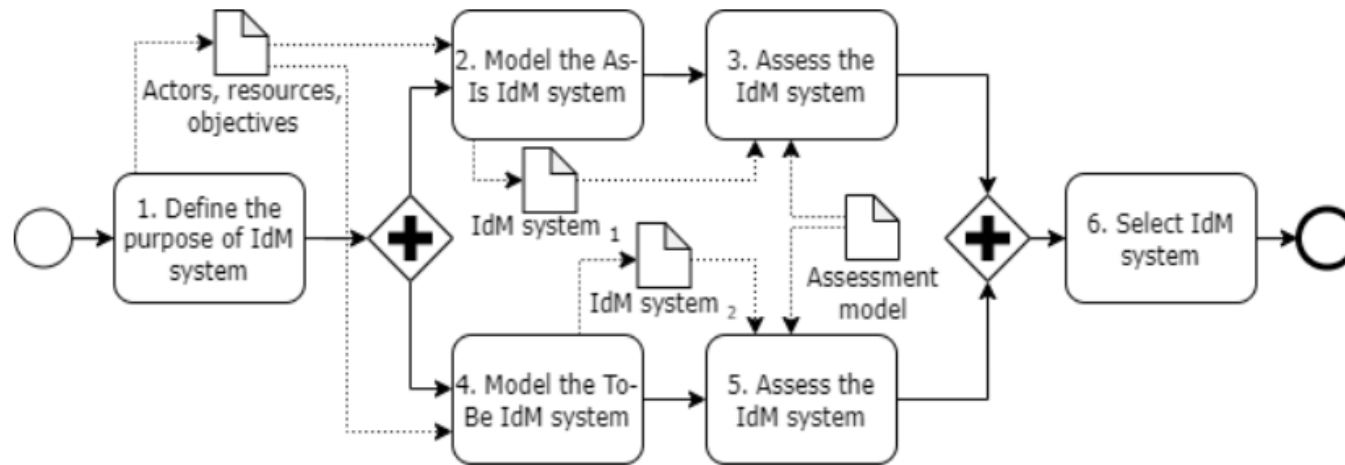 Actors, resources,
objectives
1. Define the
purpose of IdM
system
2. Model the As-
Is IdM system
IdM system 1
3. Assess the
IdM system
IdM system 2
4. Model the To-
Be IdM system
Assessment
model
5. Assess the
IdM system
6. Select IdM
system